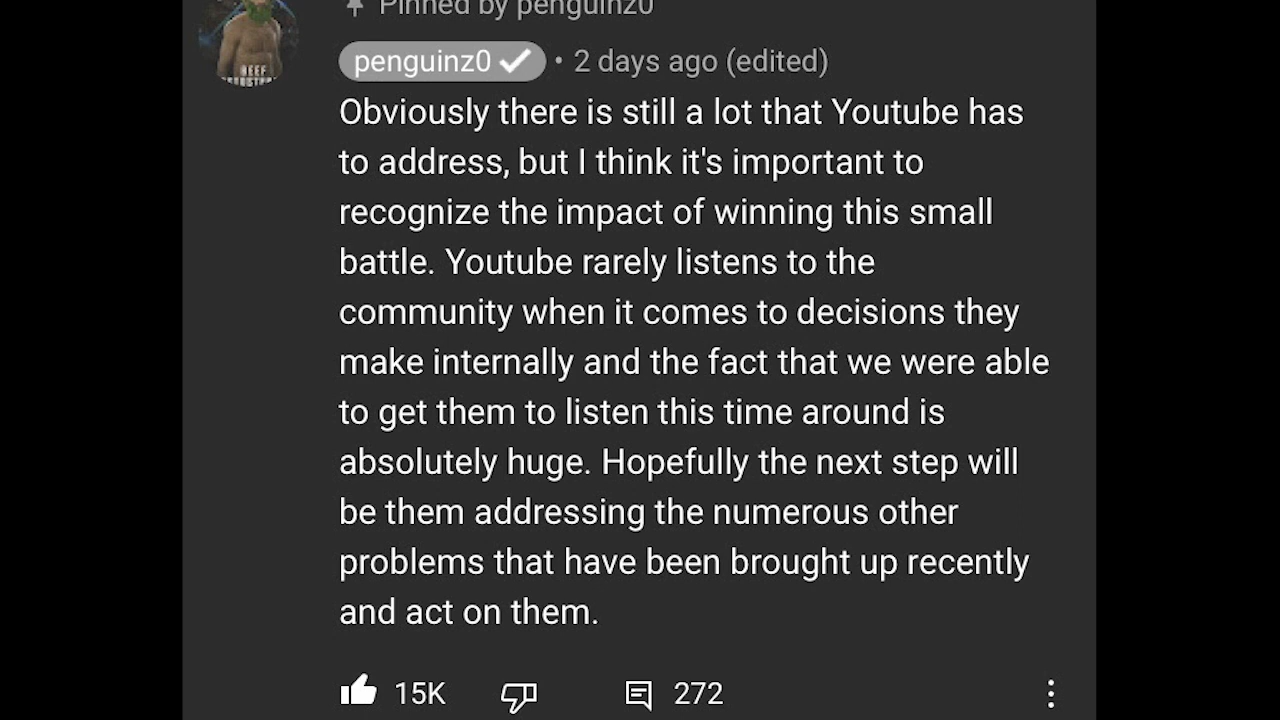 Pinned by penguinz0
penguinz0 • 2 days ago (edited)
Obviously there is still a lot that Youtube has
to address, but I think it's important to
recognize the impact of winning this small
battle. Youtube rarely listens to the
community when it comes to decisions they
make internally and the fact that we were able
to get them to listen this time around is
absolutely huge. Hopefully the next step will
be them addressing the numerous other
problems that have been brought up recently
and act on them.
15K 272
BEEF